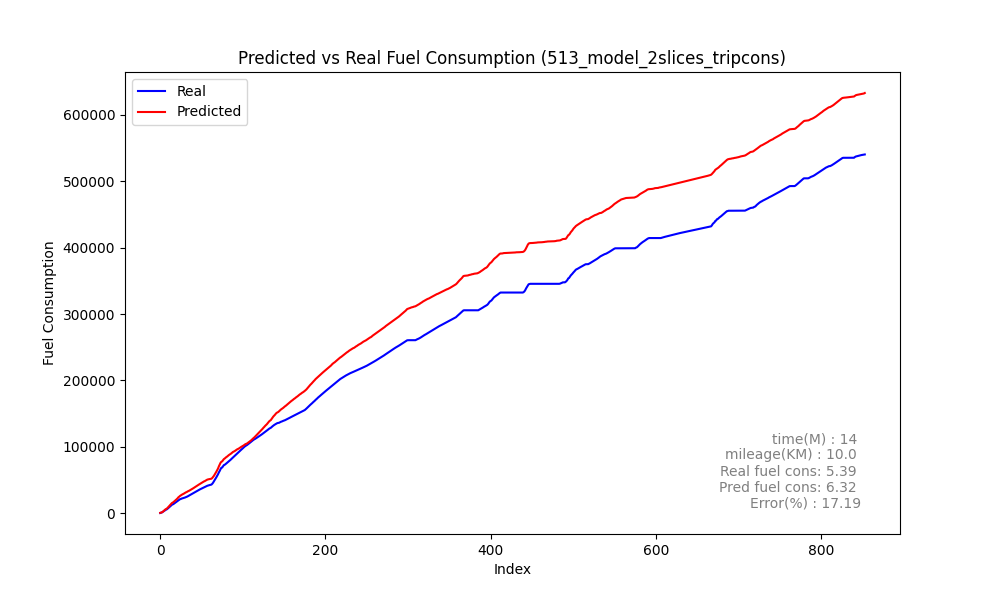 Predicted vs Real Fuel Consumption (513_model_2slices_tripcons)
Real
Predicted
Fuel Consumption
600000
500000
400000
300000
200000
100000
0
time(M) : 14
mileage(KM) : 10.0
Real fuel cons: 5.39
Pred fuel cons: 6.32
Error(%) : 17.19
0 200 400 600 800
Index